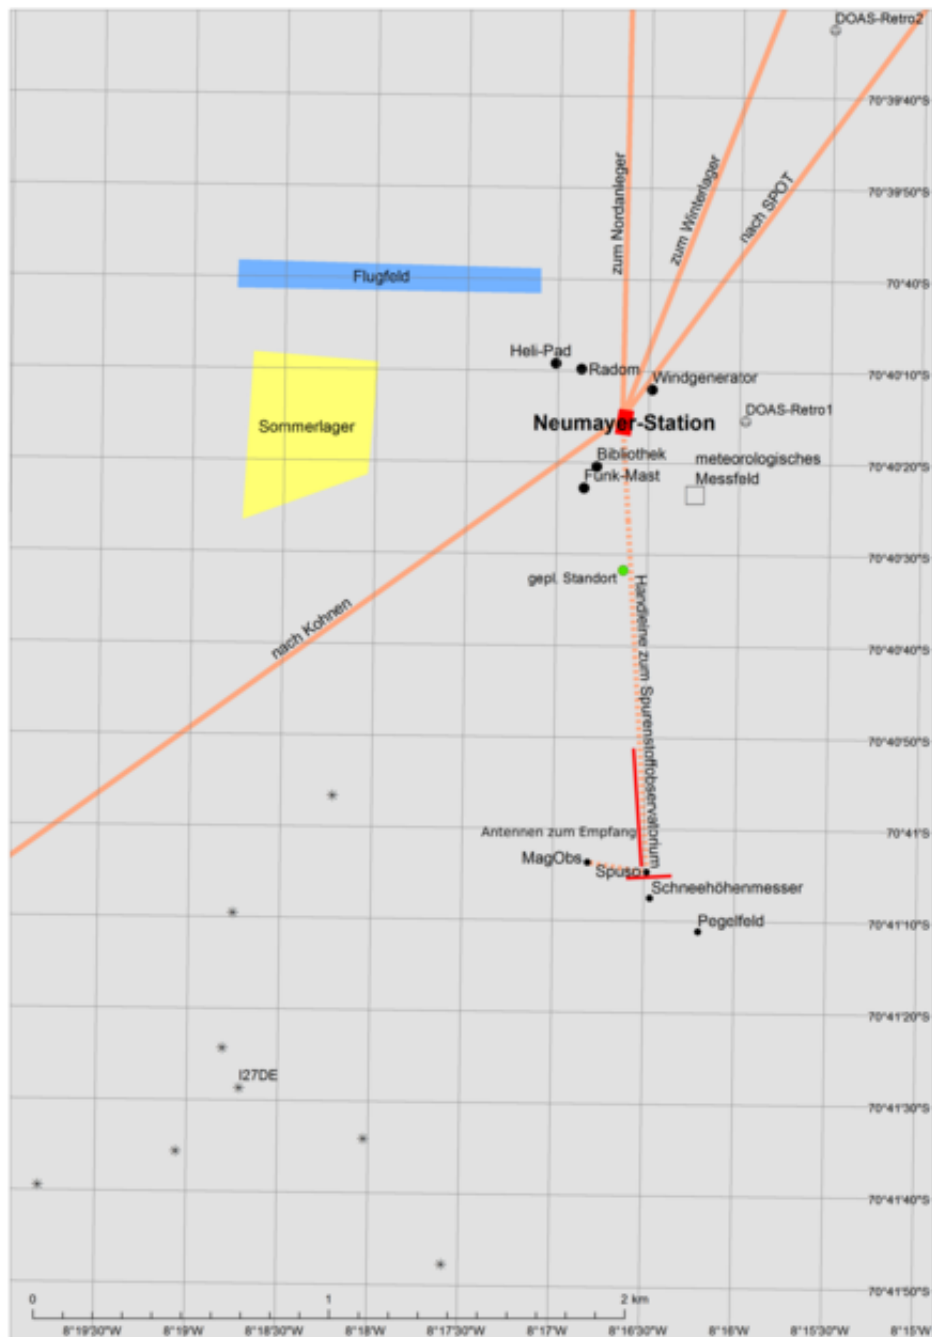 DOAS-Retro2
70°39'40"S
70°39'50"S
zum Nordanleger
zum Winterlager
nach SPOT
Flugfeld
70°40'S
Heli-Pad
Radom
Windgenerator
70°40'10"S
DOAS-Retro1
Neumayer-Station
Sommerlager
Bibliothek
meteorologisches
Messfeld
70°40'20"S
Funk-Mast
70°40'30"S
gepl. Standort
Handleine zum Spurenstoffobservatorium
nach Kohnen
70°40'40"S
70°40'50"S
Antennen zum Empfang
70°41'S
MagObs
Spuso
Schneehöhenmesser
Pegelfeld
70°41'10"S
70°41'20"S
I27DE
70°41'30"S
70°41'40"S
70°41'50"S
0 1 2 km
8°19'30"W 8°19'W 8°18'30"W 8°18'W 8°17'30"W 8°17'W 8°16'30"W 8°16'W 8°15'30"W 8°15'W